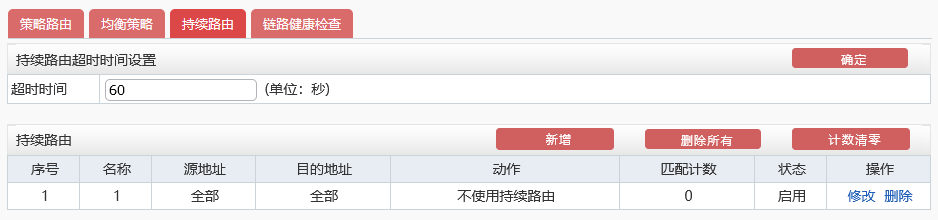 策略路由 均衡策略 持续路由 链路健康检查
持续路由超时时间设置 确定
超时时间 60 (单位：秒)
持续路由 新增 删除所有 计数清零
序号 名称 源地址 目的地址 动作 匹配计数 状态 操作
1 1 全部 全部 不使用持续路由 0 启用 修改 删除